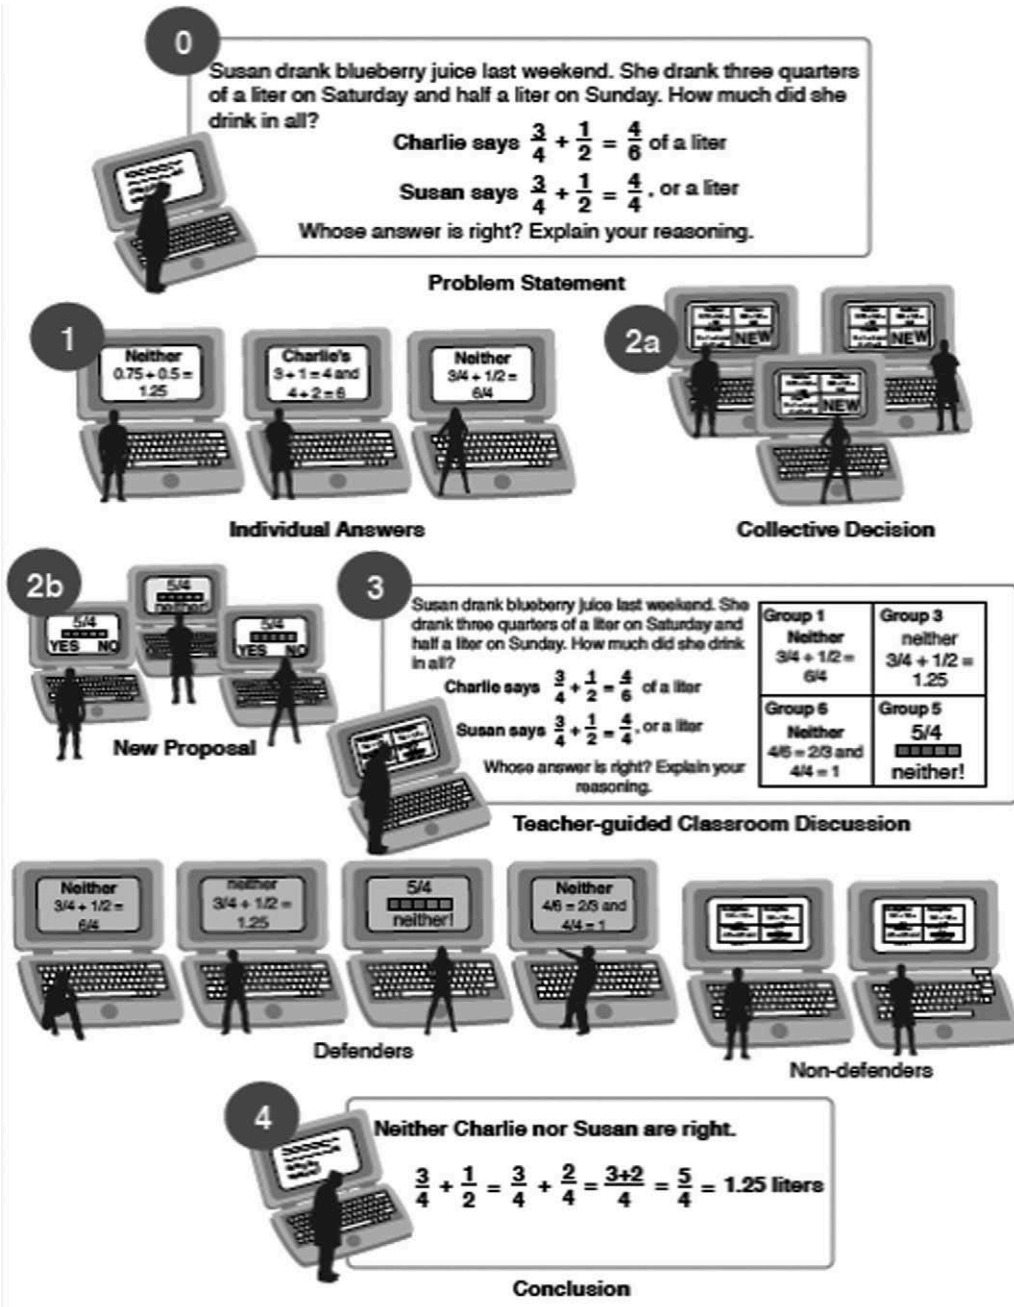 0
Susan drank blueberry juice last weekend. She drank three quarters
of a liter on Saturday and half a liter on Sunday. How much did she
drink in all?
Charlie says 3/4 + 1/2 = 4/6 of a liter
Susan says 3/4 + 1/2 = 4/4, or a liter
Whose answer is right? Explain your reasoning.
Problem Statement
1
Neither
0.75 + 0.5 =
1.25
Charlie's
3 + 1 = 4 and
4 + 2 = 6
Neither
3/4 + 1/2 =
6/4
Individual Answers
2a
NEW
NEW
NEW
Collective Decision
2b
5/4
YES NO
5/4
neither!
5/4
YES NO
New Proposal
3
Susan drank blueberry juice last weekend. She
drank three quarters of a liter on Saturday and
half a liter on Sunday. How much did she drink
in all?
Charlie says 3/4 + 1/2 = 4/6 of a liter
Susan says 3/4 + 1/2 = 4/4, or a liter
Whose answer is right? Explain your
reasoning.
Group 1
Neither
3/4 + 1/2 =
6/4
Group 3
neither
3/4 + 1/2 =
1.25
Group 6
Neither
4/6 = 2/3 and
4/4 = 1
Group 5
5/4
neither!
Teacher-guided Classroom Discussion
Neither
3/4 + 1/2 =
6/4
neither
3/4 + 1/2 =
1.25
5/4
neither!
Neither
4/6 = 2/3 and
4/4 = 1
Defenders
Non-defenders
4
Neither Charlie nor Susan are right.
3/4 + 1/2 = 3/4 + 2/4 = 3+2/4 = 5/4 = 1.25 liters
Conclusion